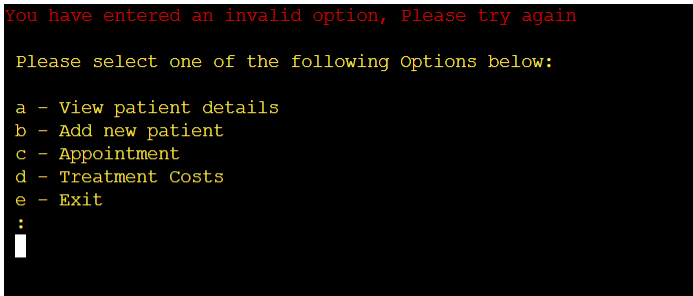 You have entered an invalid option, Please try again
Please select one of the following Options below:
a - View patient details
b - Add new patient
c - Appointment
d - Treatment Costs
e - Exit
: